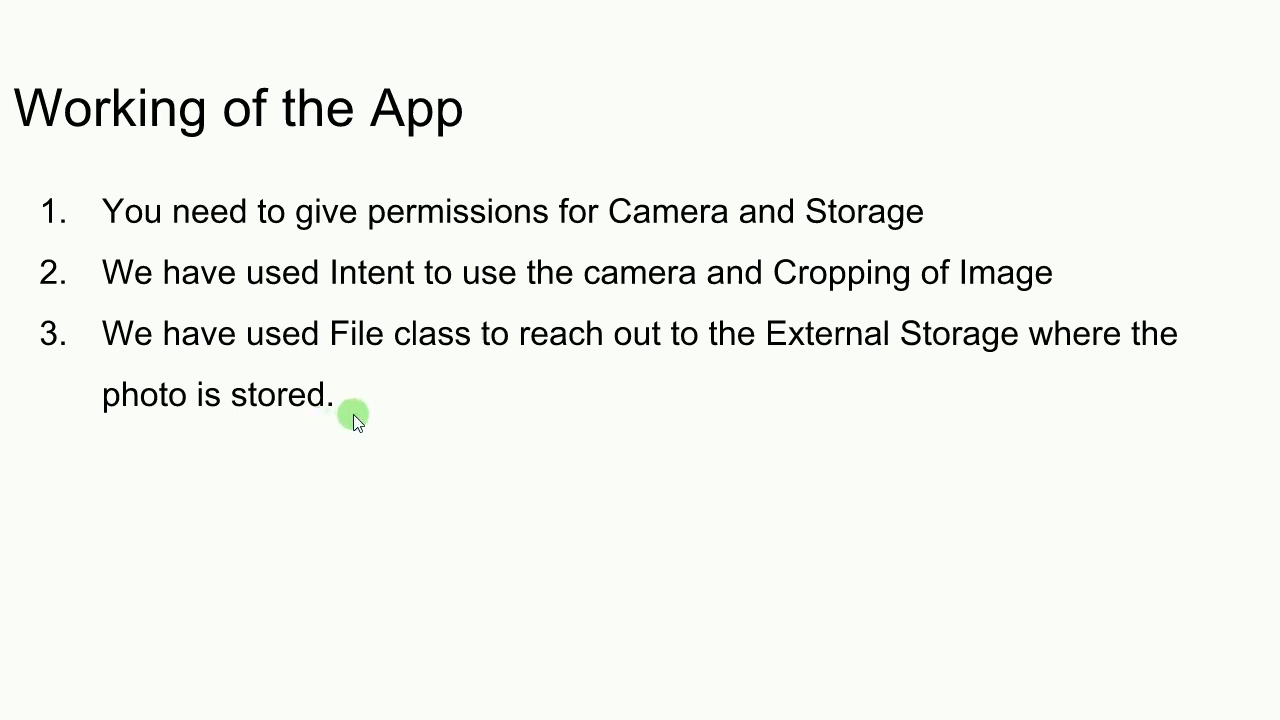 Working of the App
1. You need to give permissions for Camera and Storage
2. We have used Intent to use the camera and Cropping of Image
3. We have used File class to reach out to the External Storage where the
photo is stored.